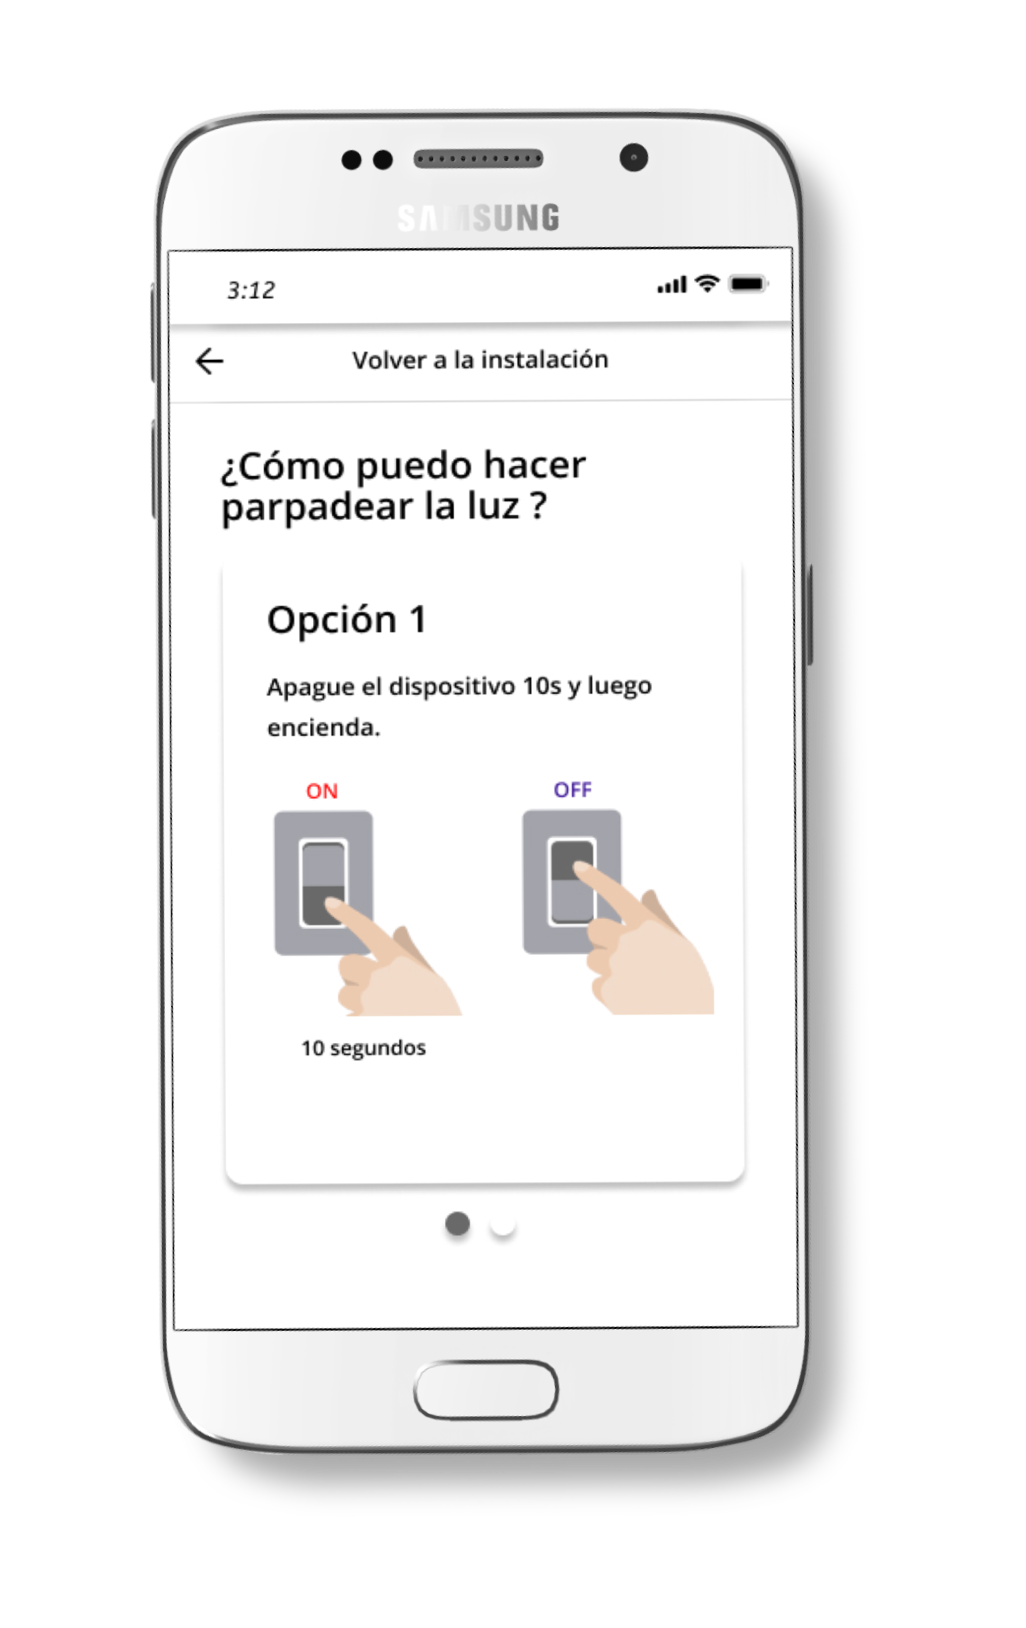 SAMSUNG
3:12
Volver a la instalación
¿Cómo puedo hacer
parpadear la luz ?
Opción 1
Apague el dispositivo 10s y luego
encienda.
ON OFF
10 segundos